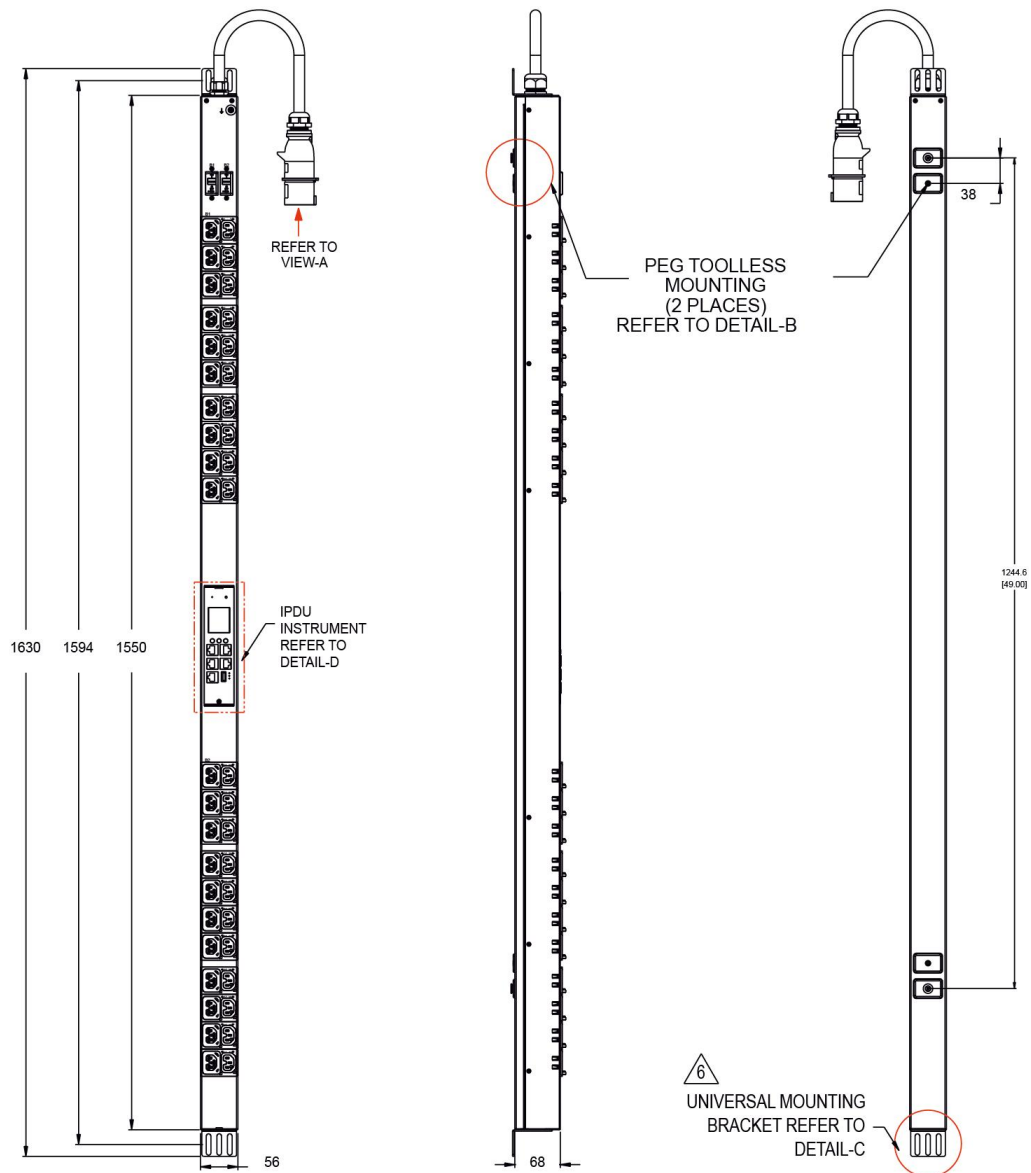 REFER TO
VIEW-A
38
PEG TOOLLESS
MOUNTING
(2 PLACES)
REFER TO DETAIL-B
1244.6
[49.00]
IPDU
INSTRUMENT
REFER TO
DETAIL-D
1630
1594
1550
6
UNIVERSAL MOUNTING
BRACKET REFER TO
DETAIL-C
56
68